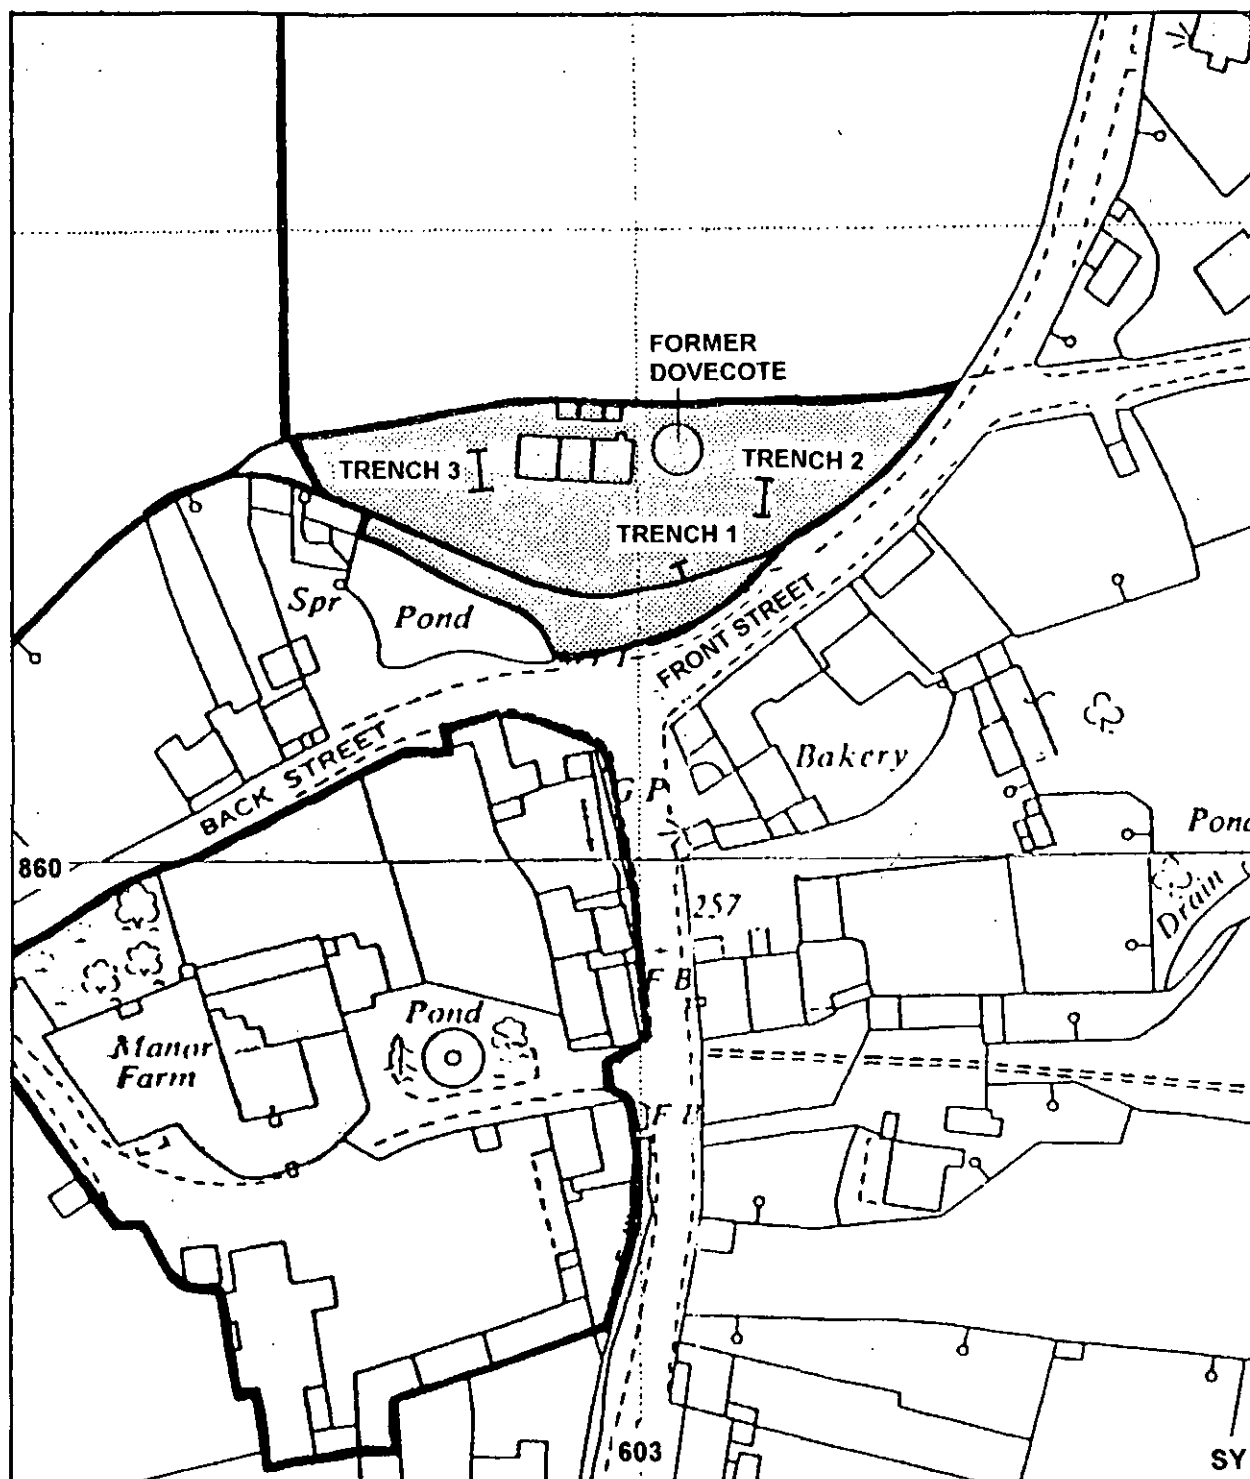 FORMER
DOVECOTE
TRENCH 3
TRENCH 2
TRENCH 1
Spr
Pond
FRONT STREET
BACK STREET
Bakery
G P
Pond
860
257
Drain
F B
Pond
Manor
Farm
603
SY